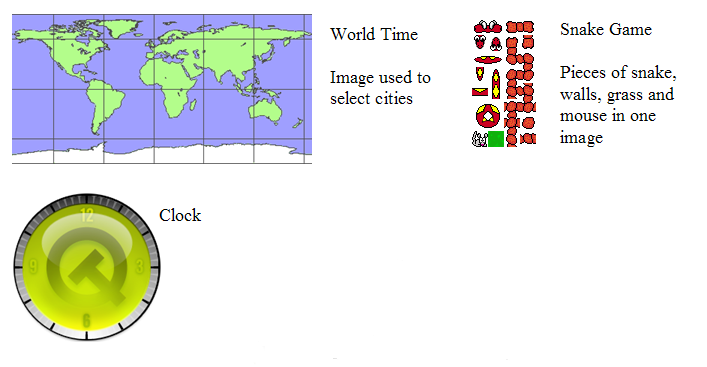 World Time
Image used to
select cities
Snake Game
Pieces of snake,
walls, grass and
mouse in one
image
Clock
12
9
3
6